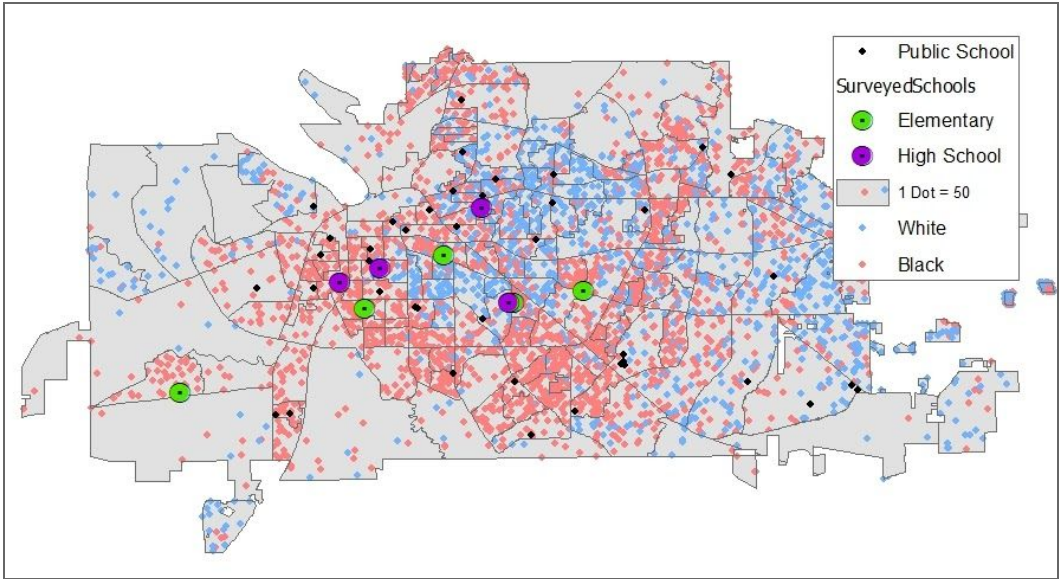 Public School
SurveyedSchools
Elementary
High School
1 Dot = 50
White
Black